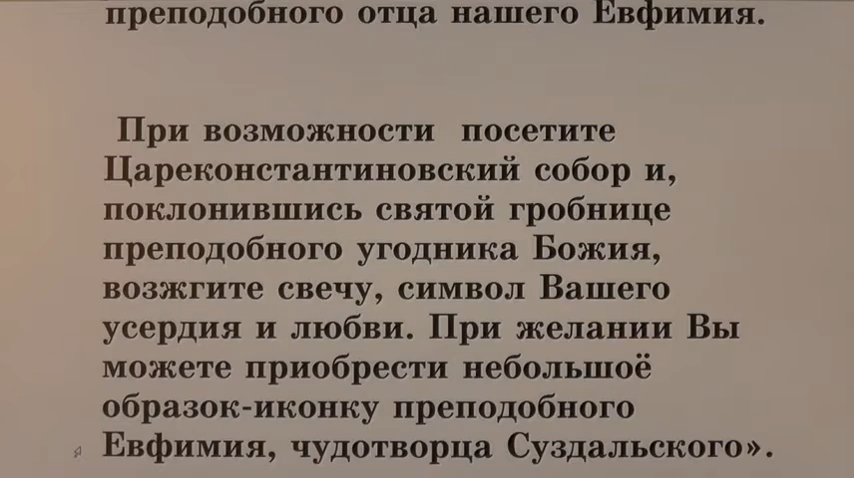 преподобного отца нашего Евфимия.
При возможности посетите
Цареконстантиновский собор и,
поклонившись святой гробнице
преподобного угодника Божия,
возжгите свечу, символ Вашего
усердия и любви. При желании Вы
можете приобрести небольшоё
образок-иконку преподобного
Евфимия, чудотворца Суздальского».